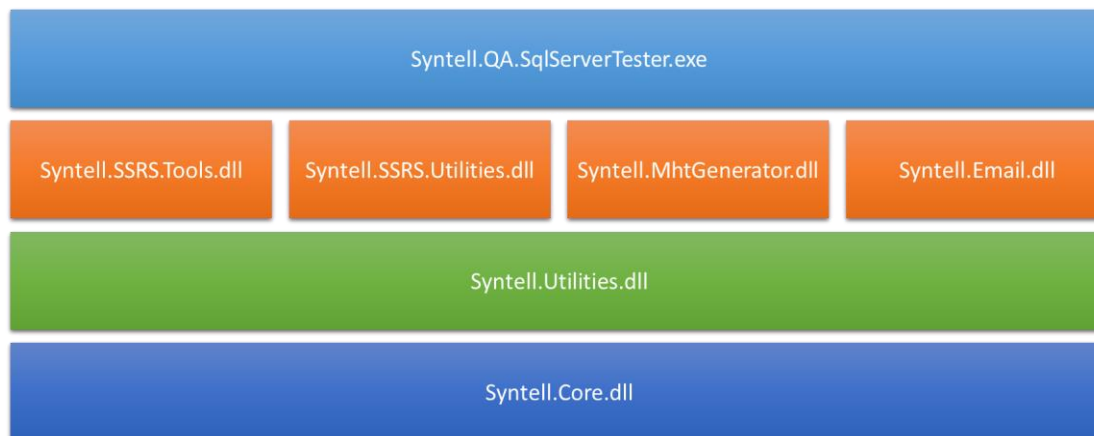 Syntell.QA.SqlServerTester.exe
Syntell.SSRS.Tools.dll
Syntell.SSRS.Utilities.dll
Syntell.MhtGenerator.dll
Syntell.Email.dll
Syntell.Utilities.dll
Syntell.Core.dll